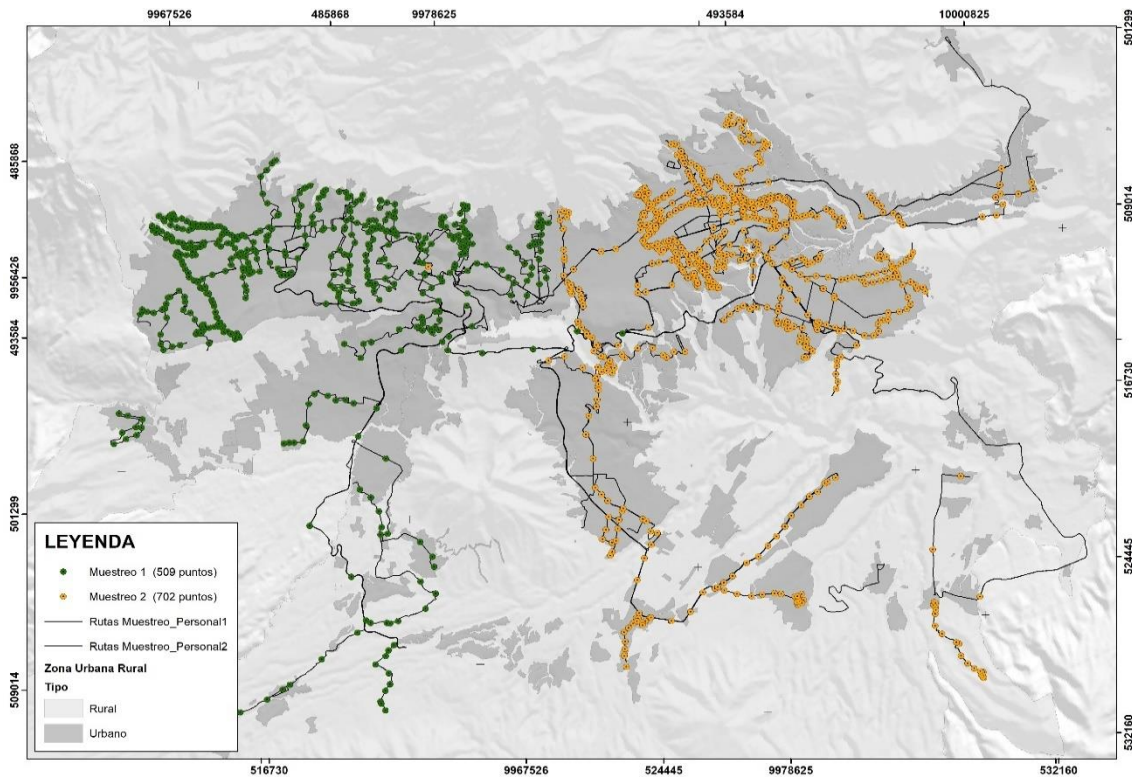 9967526 485868 9978625 493584 10000825
501299
485868
509014
9956426
493584
516730
501299
524445
509014
532160
LEYENDA
Muestreo 1 (509 puntos)
Muestreo 2 (702 puntos)
Rutas Muestreo_Personal1
Rutas Muestreo_Personal2
Zona Urbana Rural
Tipo
Rural
Urbano
516730 9967526 524445 9978625 532160